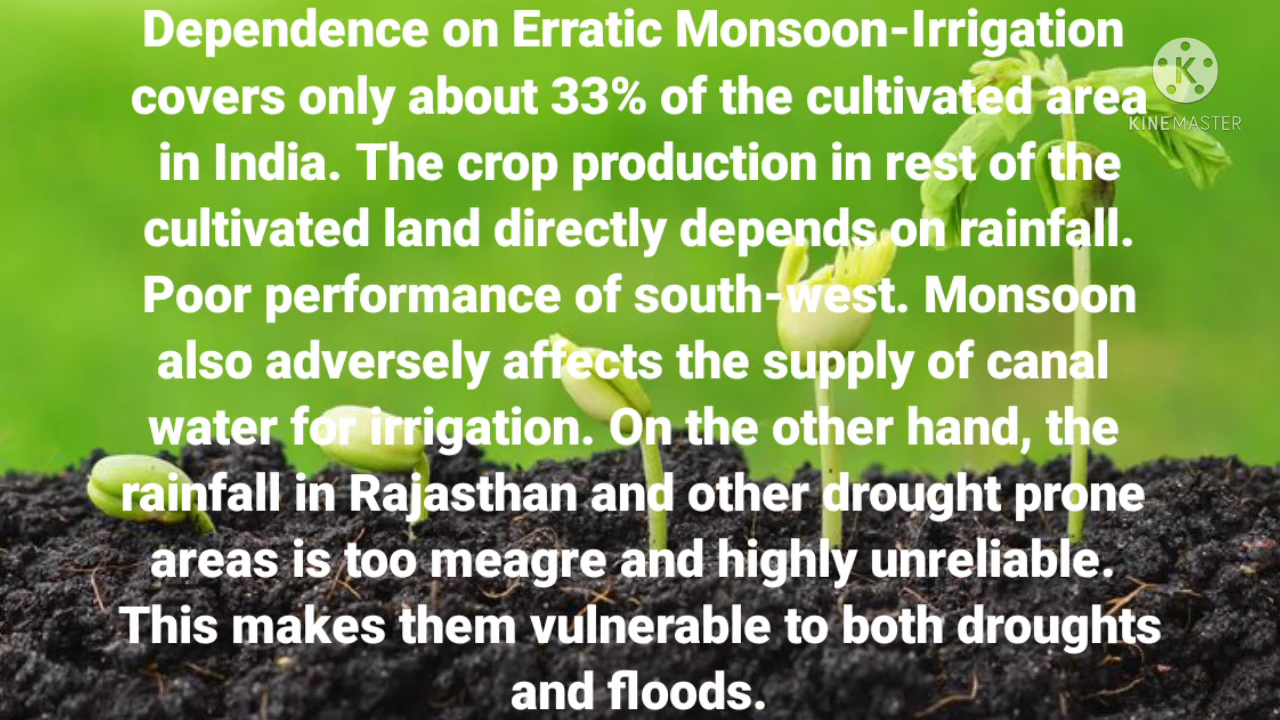 Dependence on Erratic Monsoon-Irrigation
covers only about 33% of the cultivated area
in India. The crop production in rest of the
cultivated land directly depends on rainfall.
Poor performance of south-west. Monsoon
also adversely affects the supply of canal
water for irrigation. On the other hand, the
rainfall in Rajasthan and other drought prone
areas is too meagre and highly unreliable.
This makes them vulnerable to both droughts
and floods.
K
KINEMASTER